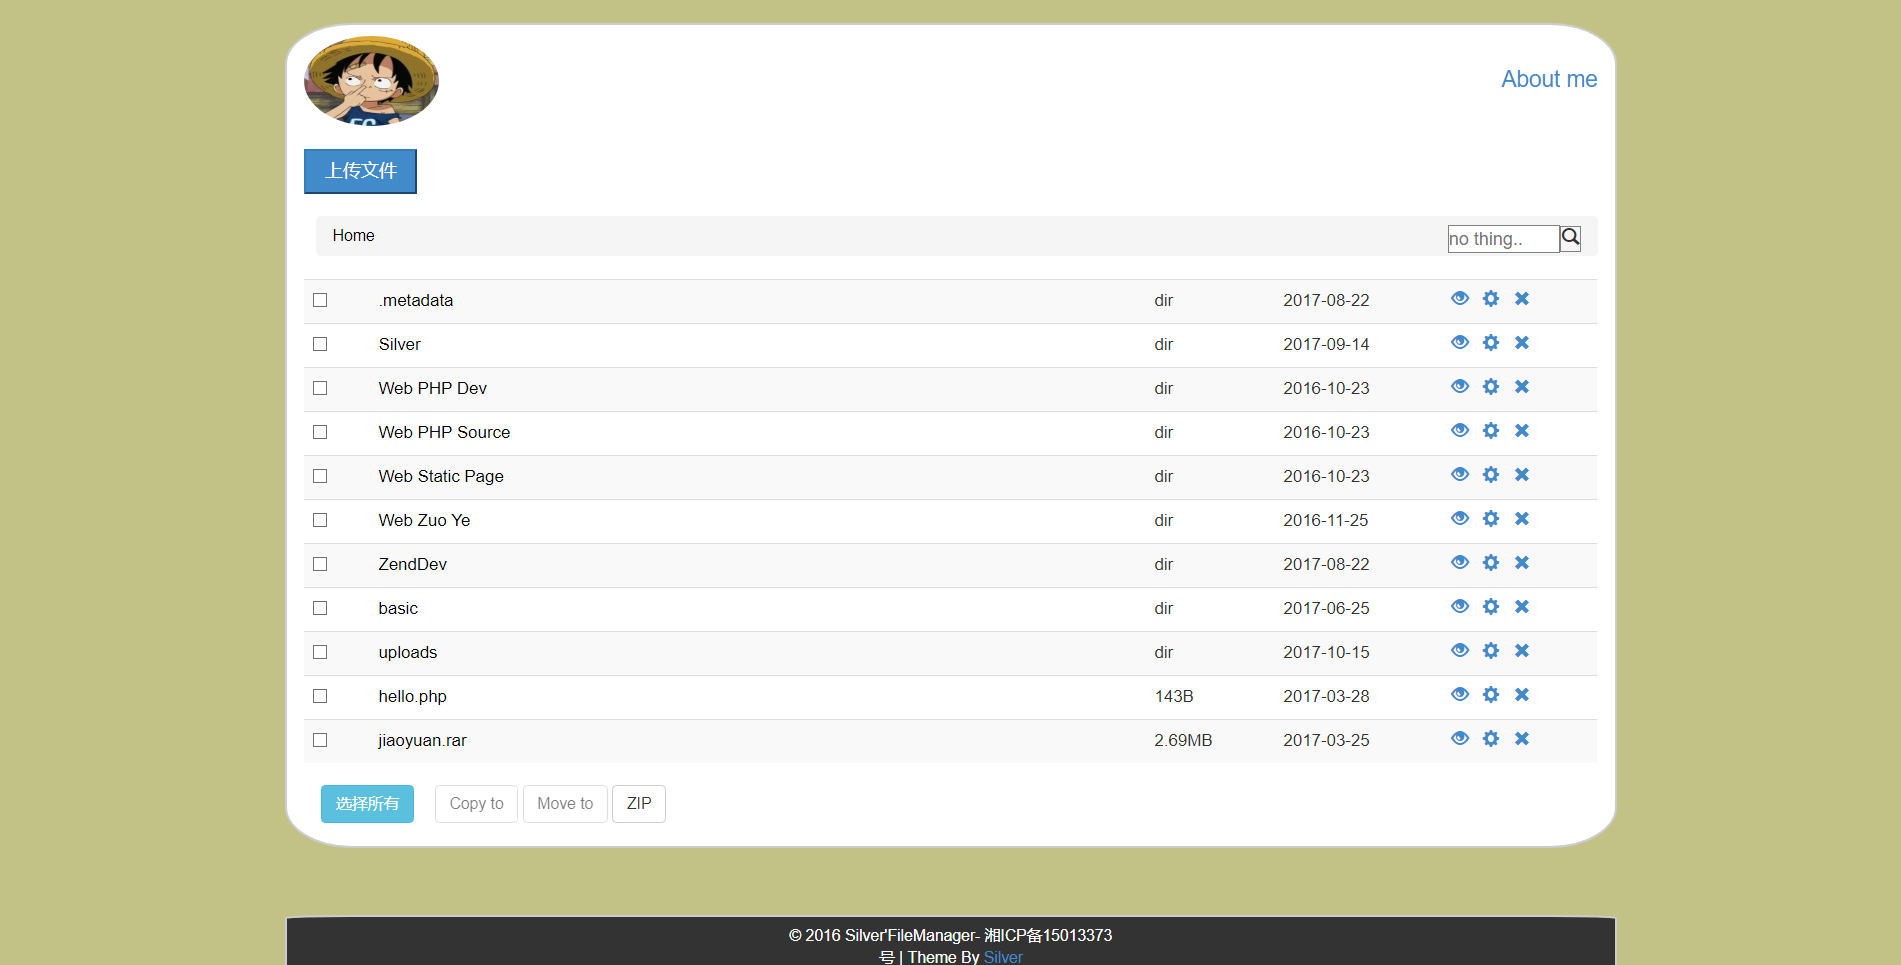 About me
上传文件
Home
no thing..
.metadata dir 2017-08-22
Silver dir 2017-09-14
Web PHP Dev dir 2016-10-23
Web PHP Source dir 2016-10-23
Web Static Page dir 2016-10-23
Web Zuo Ye dir 2016-11-25
ZendDev dir 2017-08-22
basic dir 2017-06-25
uploads dir 2017-10-15
hello.php 143B 2017-03-28
jiaoyuan.rar 2.69MB 2017-03-25
选择所有 Copy to Move to ZIP
© 2016 Silver'FileManager- 湘ICP备15013373
号 | Theme By Silver